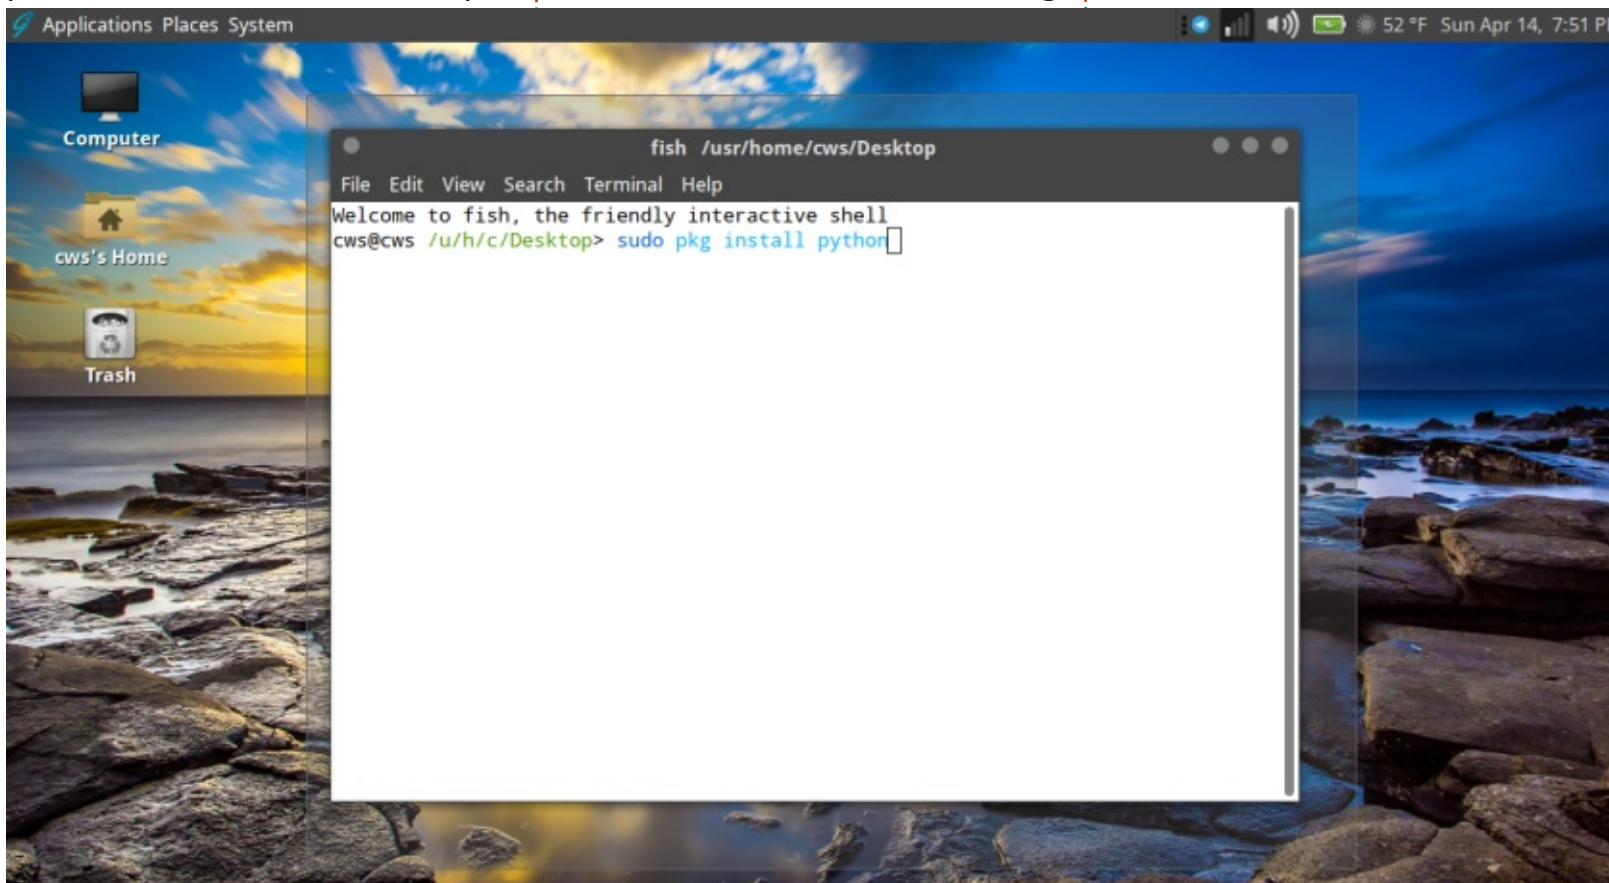 Applications Places System
52 °F Sun Apr 14, 7:51
Computer
cws's Home
Trash
fish /usr/home/cws/Desktop
File Edit View Search Terminal Help
Welcome to fish, the friendly interactive shell
cws@cws /u/h/c/Desktop> sudo pkg install python